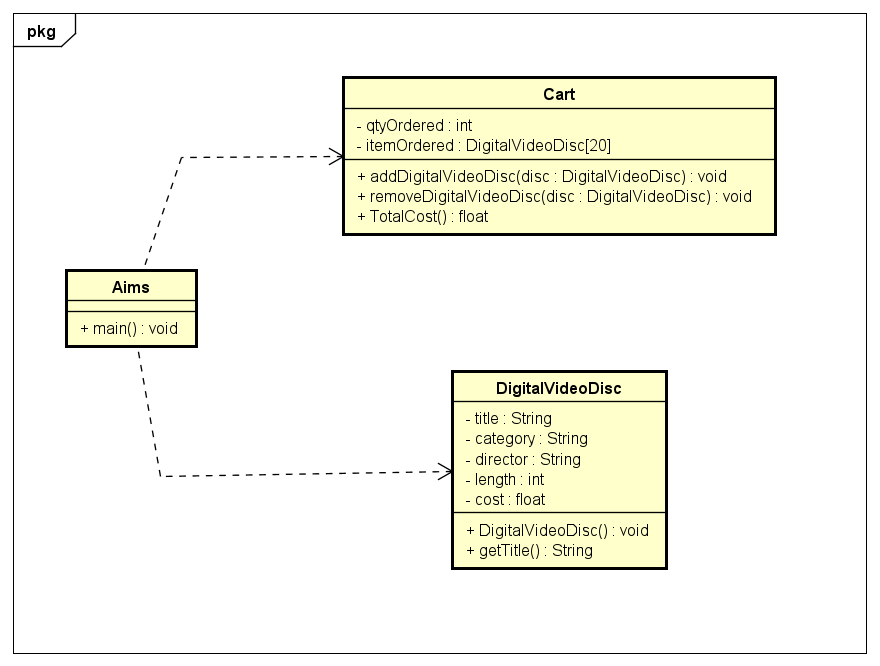 pkg
Cart
- qtyOrdered : int
- itemOrdered : DigitalVideoDisc[20]
+ addDigitalVideoDisc(disc : DigitalVideoDisc) : void
+ removeDigitalVideoDisc(disc : DigitalVideoDisc) : void
+ TotalCost() : float
Aims
+ main() : void
DigitalVideoDisc
- title : String
- category : String
- director : String
- length : int
- cost : float
+ DigitalVideoDisc() : void
+ getTitle() : String